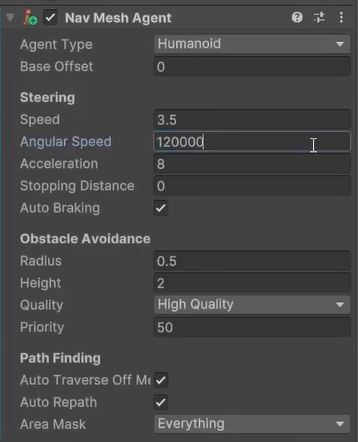 Nav Mesh Agent
Agent Type Humanoid
Base Offset 0
Steering
Speed 3.5
Angular Speed 120000
Acceleration 8
Stopping Distance 0
Auto Braking
Obstacle Avoidance
Radius 0.5
Height 2
Quality High Quality
Priority 50
Path Finding
Auto Traverse Off Me
Auto Repath
Area Mask Everything